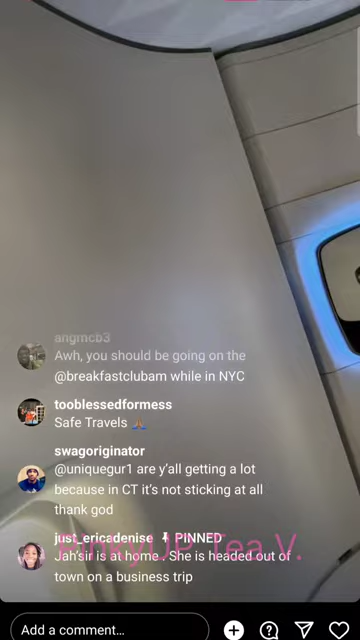 angmcb3
Awh, you should be going on the
@breakfastclubam while in NYC
tooblessedformess
Safe Travels 🙏🏾
swagoriginator
@uniquegur1 are y'all getting a lot
because in CT it's not sticking at all
thank god
just_ericadenise 📌 PINNED
PinkyUP Tea V.
Jah'sir is at home . She is headed out of
town on a business trip
Add a comment...